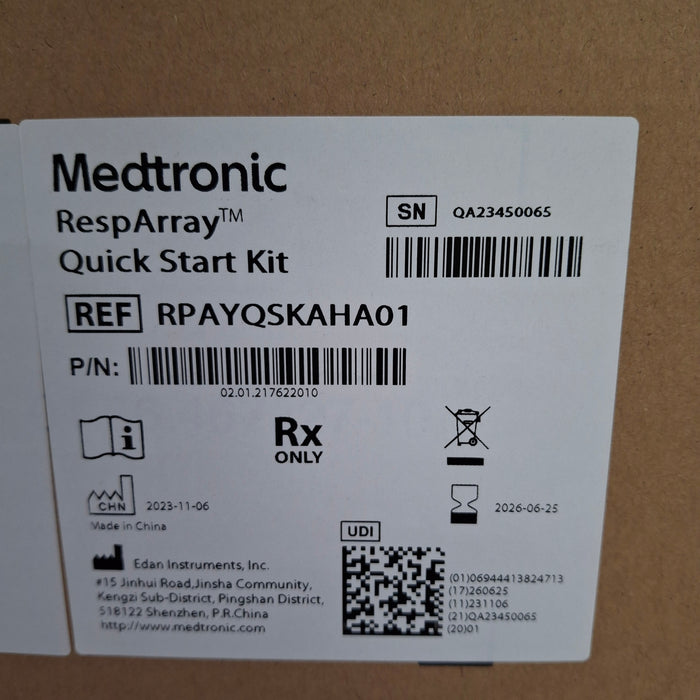 Medtronic
RespArray™
Quick Start Kit
SN QA23450065
REF RPAYQSKAHA01
P/N:
02.01.217622010
i
Rx
ONLY
CHN 2023-11-06
Made in China
2026-06-25
UDI
Edan Instruments, Inc.
#15 Jinhui Road,Jinsha Community,
Kengzi Sub-District, Pingshan District,
518122 Shenzhen, P.R.China
http://www.medtronic.com
(01)06944413824713
(17)260625
(11)231106
(21)QA23450065
(20)01